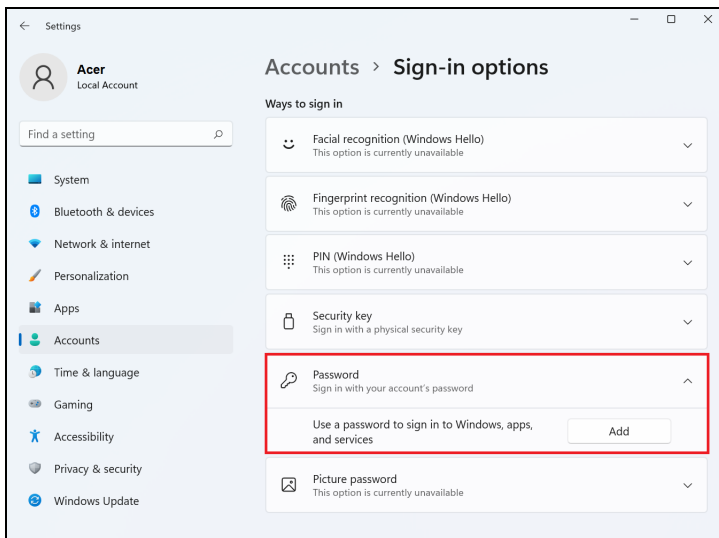 Settings
Acer
Local Account
Find a setting
System
Bluetooth & devices
Network & internet
Personalization
Apps
Accounts
Time & language
Gaming
Accessibility
Privacy & security
Windows Update
Accounts > Sign-in options
Ways to sign in
Facial recognition (Windows Hello)
This option is currently unavailable
Fingerprint recognition (Windows Hello)
This option is currently unavailable
PIN (Windows Hello)
This option is currently unavailable
Security key
Sign in with a physical security key
Password
Sign in with your account's password
Use a password to sign in to Windows, apps,
and services
Add
Picture password
This option is currently unavailable